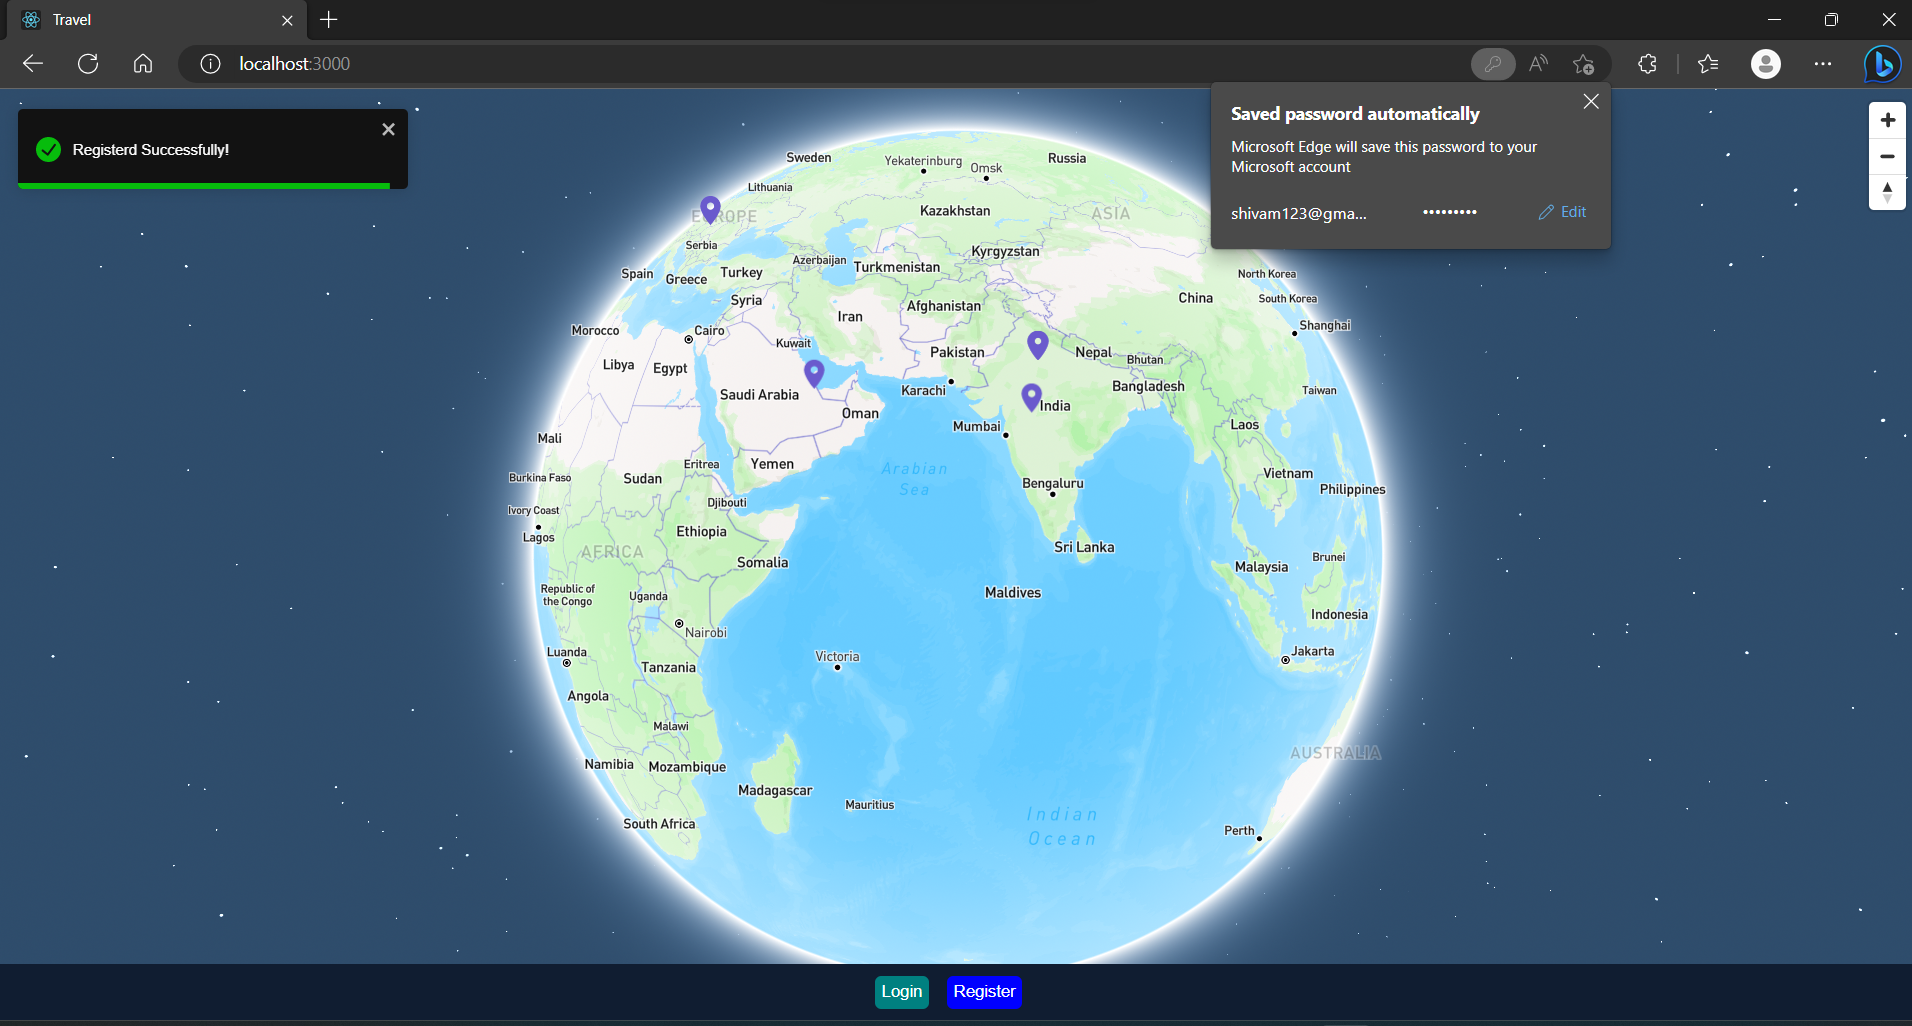 Travel
localhost:3000
Registerd Successfully!
Saved password automatically
Microsoft Edge will save this password to your
Microsoft account
shivam123@gma...
•••••••••
Edit
Sweden
Yekaterinburg
Omsk
Russia
Lithuania
EUROPE
Kazakhstan
ASIA
Serbia
Azerbaijan
Turkmenistan
Kyrgyzstan
Spain
Greece
Turkey
North Korea
Syria
Afghanistan
China
South Korea
Iran
Morocco
Cairo
Shanghai
Kuwait
Pakistan
Nepal
Bhutan
Libya
Egypt
Karachi
Bangladesh
Taiwan
Saudi Arabia
Oman
India
Mumbai
Laos
Mali
Eritrea
Yemen
Arabian
Sea
Burkina Faso
Sudan
Bengaluru
Vietnam
Philippines
Djibouti
Ivory Coast
Lagos
Ethiopia
AFRICA
Somalia
Sri Lanka
Brunei
Malaysia
Republic of
the Congo
Uganda
Maldives
Indonesia
Nairobi
Luanda
Victoria
Jakarta
Tanzania
Angola
Malawi
AUSTRALIA
Namibia
Mozambique
Madagascar
Mauritius
Indian
Ocean
South Africa
Perth
Login
Register